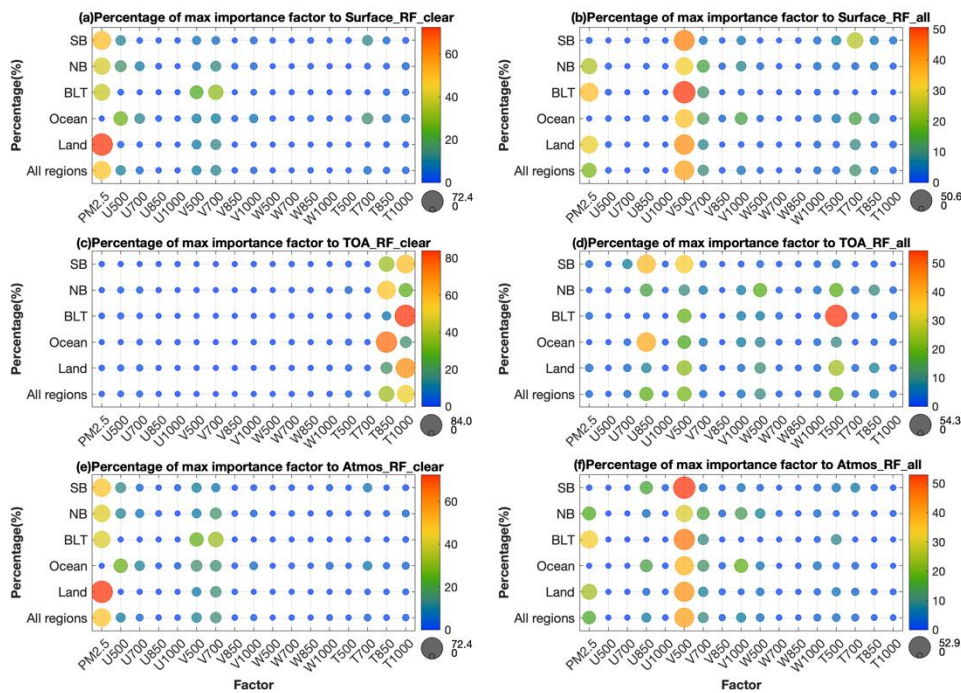 (a)Percentage of max importance factor to Surface_RF_clear
Percentage(%)
SB
NB
BLT
Ocean
Land
All regions
PM2.5 U500 U700 U850 U1000 V500 V700 V850 V1000 W500 W700 W850 W1000 T500 T700 T850 T1000
60
40
20
0
72.4
0
(b)Percentage of max importance factor to Surface_RF_all
Percentage(%)
SB
NB
BLT
Ocean
Land
All regions
PM2.5 U500 U700 U850 U1000 V500 V700 V850 V1000 W500 W700 W850 W1000 T500 T700 T850 T1000
50
40
30
20
10
0
50.6
0
(c)Percentage of max importance factor to TOA_RF_clear
Percentage(%)
SB
NB
BLT
Ocean
Land
All regions
PM2.5 U500 U700 U850 U1000 V500 V700 V850 V1000 W500 W700 W850 W1000 T500 T700 T850 T1000
80
60
40
20
0
84.0
0
(d)Percentage of max importance factor to TOA_RF_all
Percentage(%)
SB
NB
BLT
Ocean
Land
All regions
PM2.5 U500 U700 U850 U1000 V500 V700 V850 V1000 W500 W700 W850 W1000 T500 T700 T850 T1000
50
40
30
20
10
0
54.3
0
(e)Percentage of max importance factor to Atmos_RF_clear
Percentage(%)
SB
NB
BLT
Ocean
Land
All regions
PM2.5 U500 U700 U850 U1000 V500 V700 V850 V1000 W500 W700 W850 W1000 T500 T700 T850 T1000
Factor
60
40
20
0
72.4
0
(f)Percentage of max importance factor to Atmos_RF_all
Percentage(%)
SB
NB
BLT
Ocean
Land
All regions
PM2.5 U500 U700 U850 U1000 V500 V700 V850 V1000 W500 W700 W850 W1000 T500 T700 T850 T1000
Factor
50
40
30
20
10
0
52.9
0